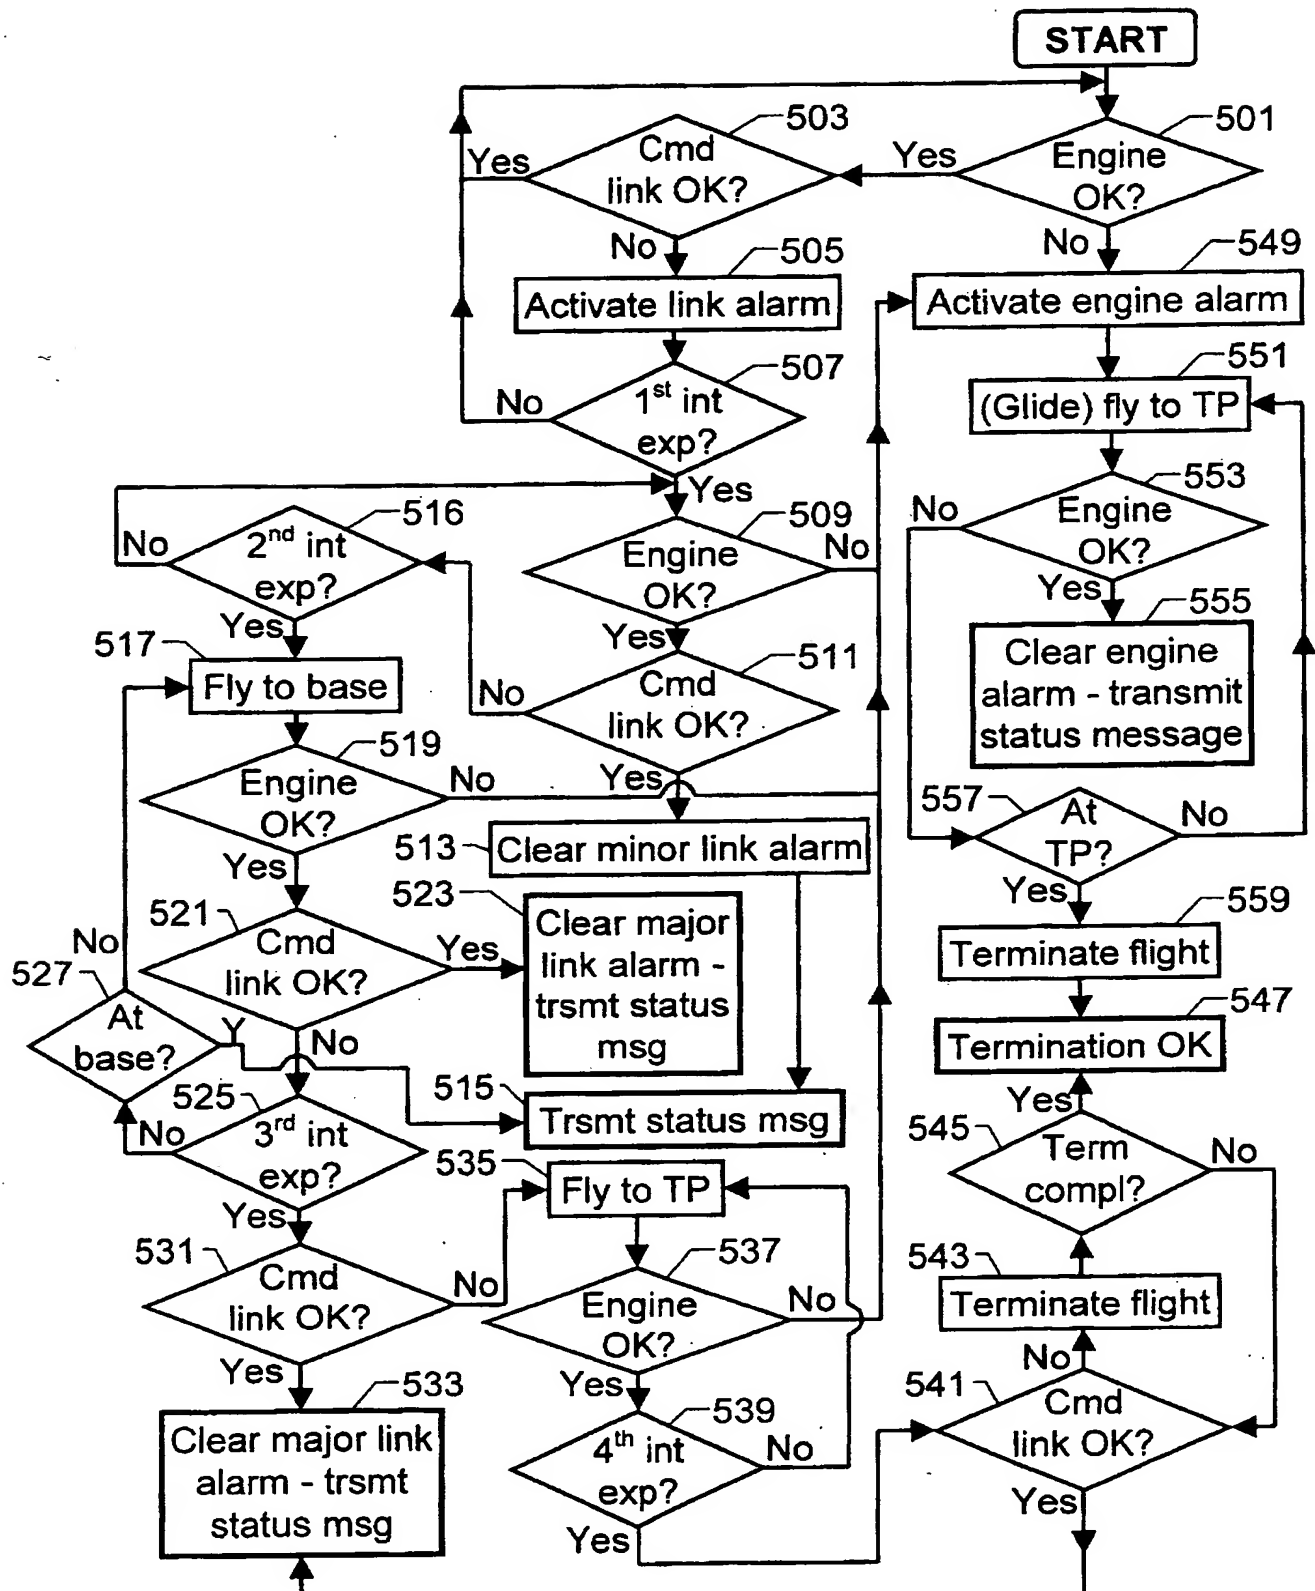 START
503
501
Cmd
link OK?
Yes
Yes
Engine
OK?
No
505
No
549
Activate link alarm
Activate engine alarm
507
551
1st int
exp?
No
(Glide) fly to TP
Yes
553
516
509
No
Engine
OK?
2nd int
exp?
No
Engine
OK?
No
Yes
555
Yes
517
Yes
511
Clear engine
alarm - transmit
status message
Fly to base
No
Cmd
link OK?
519
Engine
OK?
No
Yes
557
At
TP?
No
513
Clear minor link alarm
Yes
Yes
523
559
521
Cmd
link OK?
Yes
Clear major
link alarm -
trsmt status
msg
Terminate flight
No
527
547
At
base?
Y
No
Termination OK
Yes
515
Trsmt status msg
525
3rd int
exp?
No
545
Term
compl?
No
535
Fly to TP
Yes
531
Cmd
link OK?
No
537
Engine
OK?
No
543
Terminate flight
Yes
533
Yes
No
541
Cmd
link OK?
539
4th int
exp?
No
Clear major link
alarm - trsmt
status msg
Yes
Yes